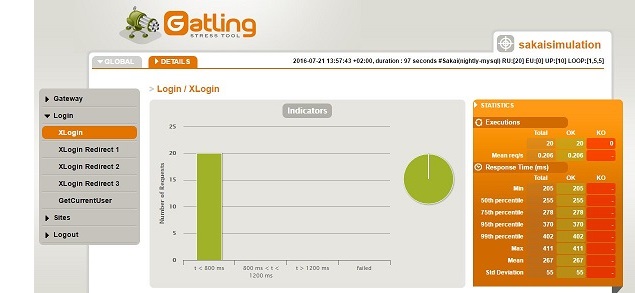 Gatling
STRESS TOOL
sakaisimulation
GLOBAL
DETAILS
2016-07-21 13:57:43 +02:00, duration : 97 seconds #Sakai(nightly-mysql) RU:[20] EU:[0] UP:[10] LOOP:[1,5,5]
Gateway
Login
XLogin
XLogin Redirect 1
XLogin Redirect 2
XLogin Redirect 3
GetCurrentUser
Sites
Logout
> Login / XLogin
Indicators
Number of Requests
25
20
15
10
5
0
t < 800 ms
800 ms < t < 1200 ms
t > 1200 ms
failed
STATISTICS
Executions
Total OK KO
20 20 0
Mean req/s 0.206 0.206 -
Response Time (ms)
Total OK KO
Min 205 205 -
50th percentile 255 255 -
75th percentile 278 278 -
95th percentile 370 370 -
99th percentile 402 402 -
Max 411 411 -
Mean 267 267 -
Std Deviation 55 55 -